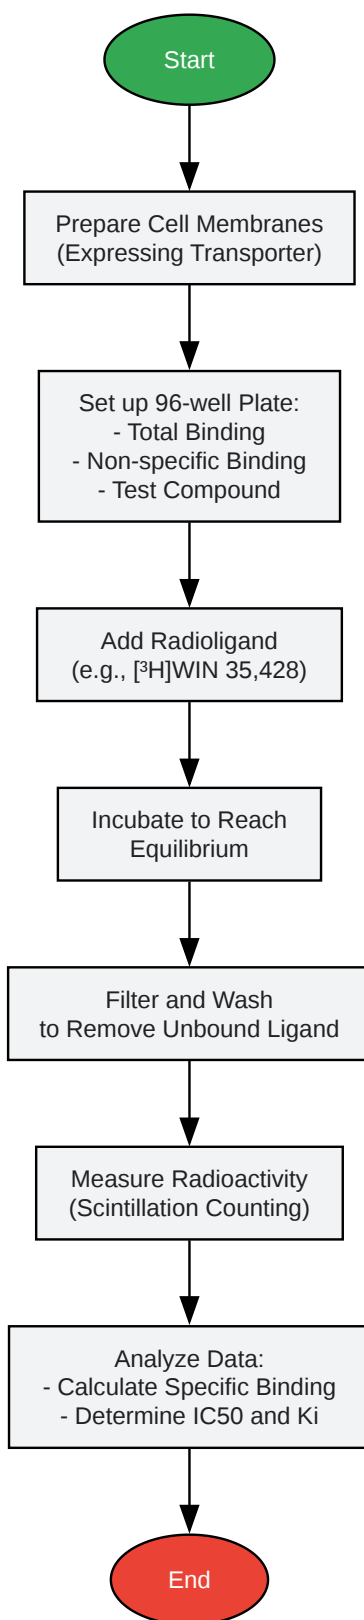 Start
Prepare Cell Membranes
(Expressing Transporter)
Set up 96-well Plate:
- Total Binding
- Non-specific Binding
- Test Compound
Add Radioligand
(e.g., [³H]WIN 35,428)
Incubate to Reach
Equilibrium
Filter and Wash
to Remove Unbound Ligand
Measure Radioactivity
(Scintillation Counting)
Analyze Data:
- Calculate Specific Binding
- Determine IC50 and Ki
End